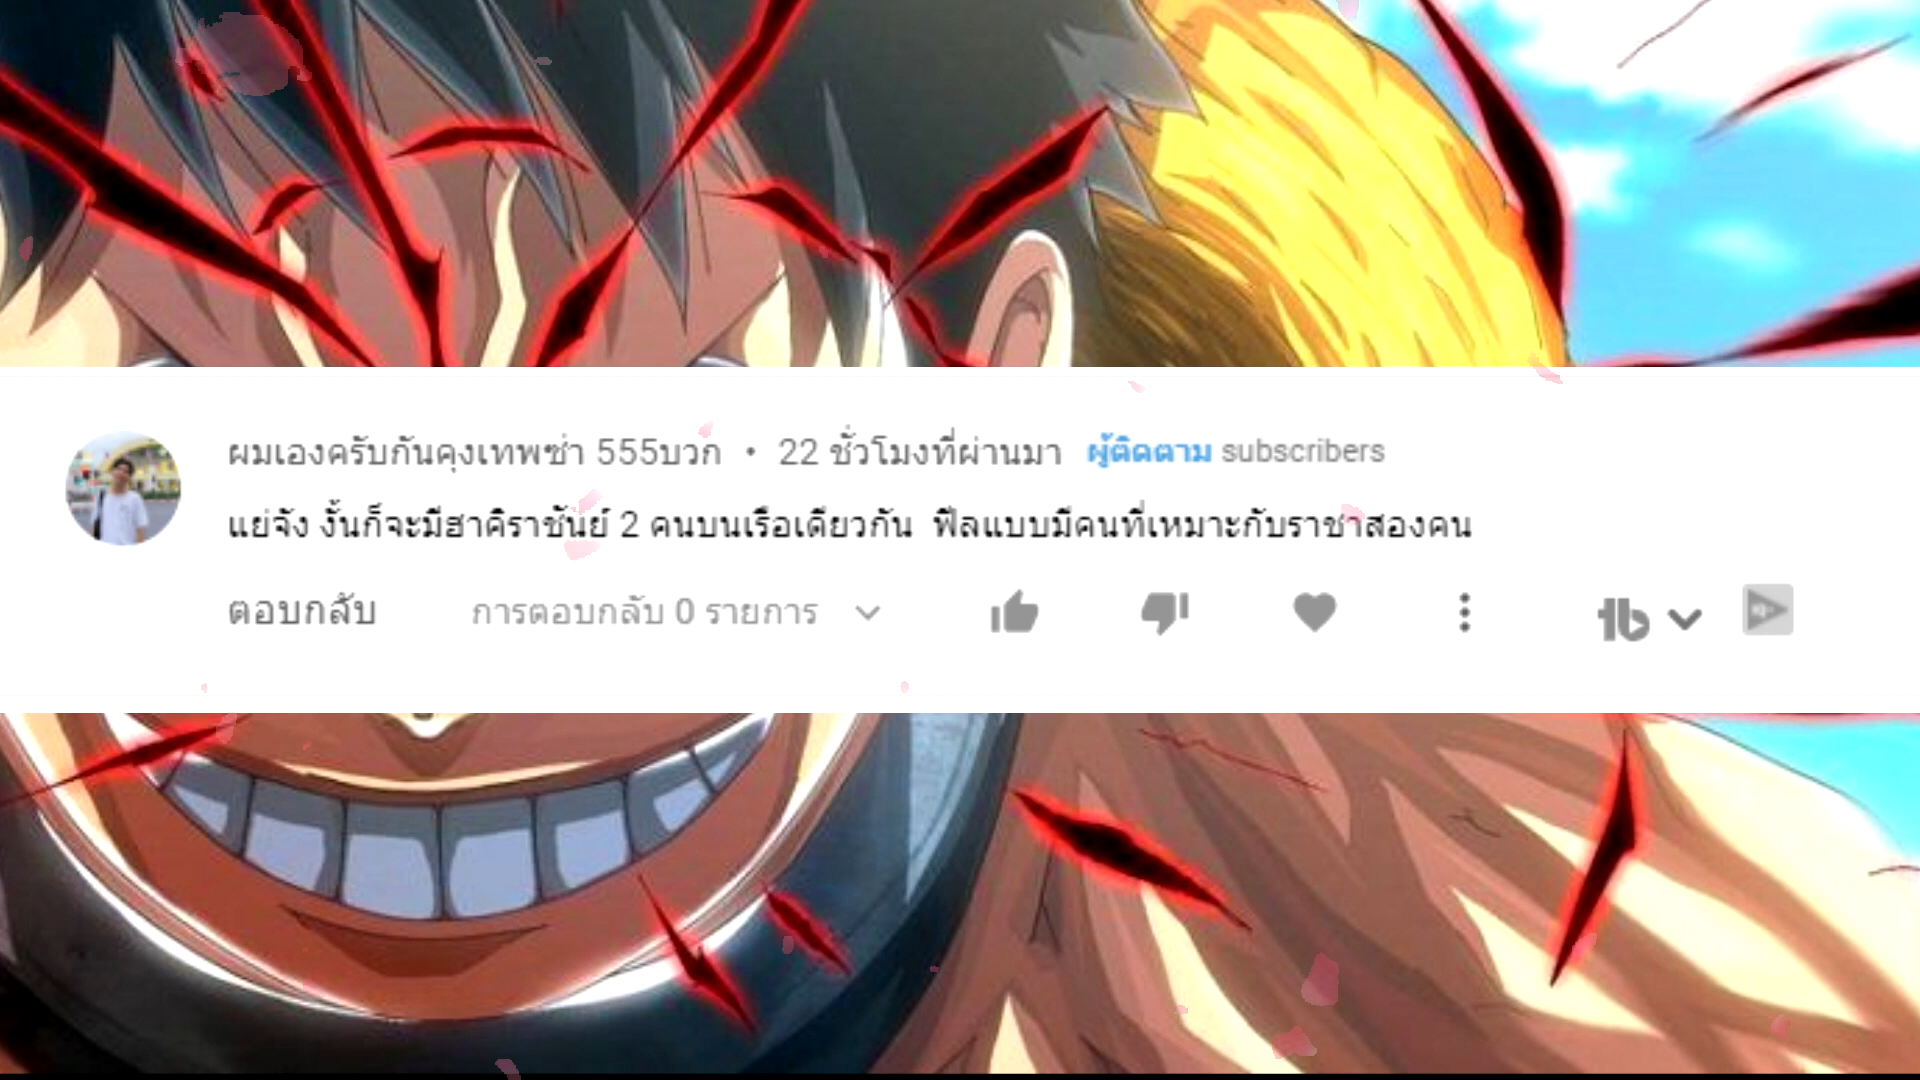 ผมเองครับกันคุงเทพซ่า 555บวก • 22 ชั่วโมงที่ผ่านมา ผู้ติดตาม subscribers
แย่จัง งั้นก็จะมีฮาคิราชันย์ 2 คนบนเรือเดียวกัน ฟีลแบบมีคนที่เหมาะกับราชาสองคน
ตอบกลับ การตอบกลับ 0 รายการ